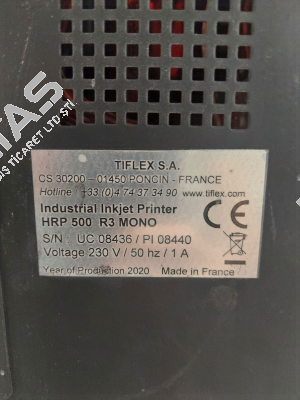 TIFLEX S.A.
CS 30200 - 01450 PONCIN - FRANCE
Hotline +33 (0)4 74 37 34 90 www.tiflex.com
Industrial Inkjet Printer
HRP 500 R3 MONO
S/N UC 08436 / PI 08440
Voltage 230 V / 50 hz / 1 A
Year of Production 2020 Made in France
CE